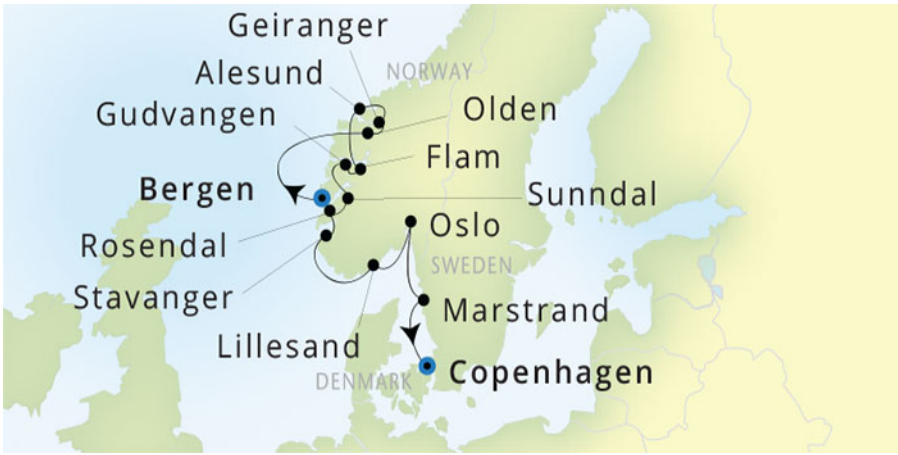 Geiranger
Alesund
NORWAY
Gudvangen
Olden
Flam
Bergen
Sunndal
Rosendal
Oslo
SWEDEN
Stavanger
Marstrand
Lillesand
DENMARK
Copenhagen